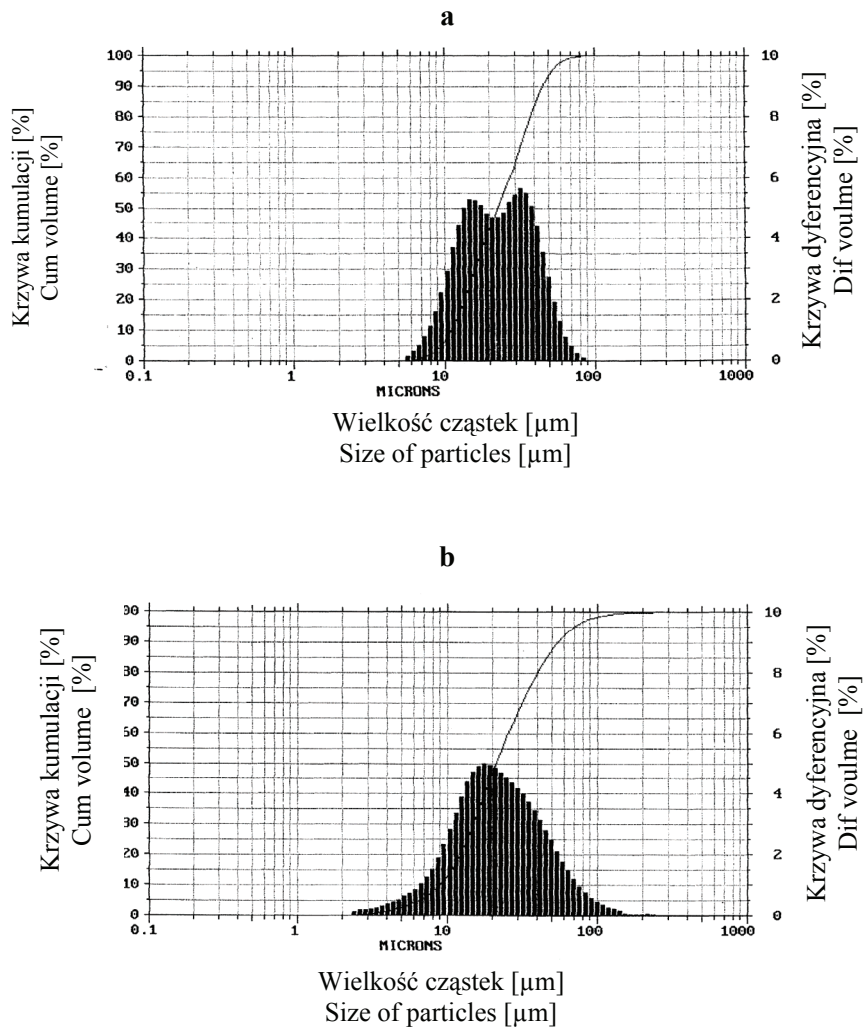 a
Krzywa kumulacji [%]
Cum volume [%]
100
90
80
70
60
50
40
30
20
10
0
10
8
6
4
2
0
Krzywa dyferencyjna [%]
Dif voulme [%]
0.1
1
10
100
1000
MICRONS
Wielkość cząstek [µm]
Size of particles [µm]
b
Krzywa kumulacji [%]
Cum volume [%]
00
90
80
70
60
50
40
30
20
10
0
10
8
6
4
2
0
Krzywa dyferencyjna [%]
Dif voulme [%]
0.1
1
10
100
1000
MICRONS
Wielkość cząstek [µm]
Size of particles [µm]